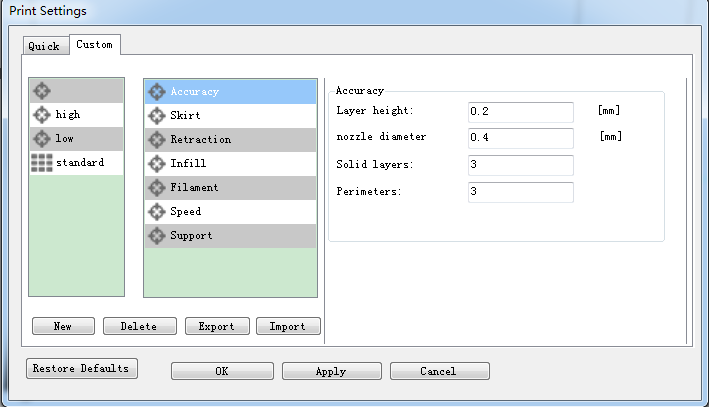 Print Settings
Quick
Custom
high
low
standard
Accuracy
Skirt
Retraction
Infill
Filament
Speed
Support
Accuracy
Layer height: 0.2 [mm]
nozzle diameter 0.4 [mm]
Solid layers: 3
Perimeters: 3
New Delete Export Import
Restore Defaults OK Apply Cancel